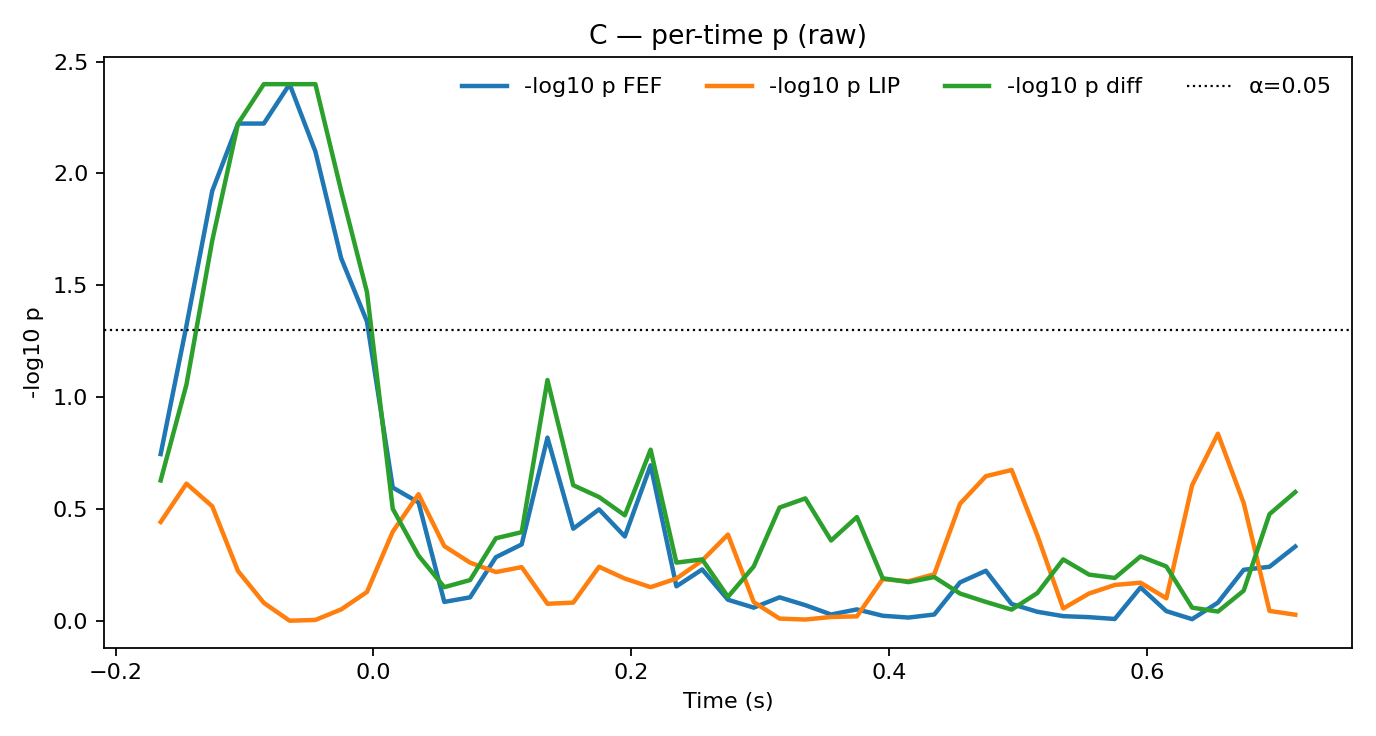 C — per-time p (raw)
-log10 p FEF
-log10 p LIP
-log10 p diff
α=0.05
2.5
2.0
1.5
1.0
0.5
0.0
-log10 p
−0.2
0.0
0.2
0.4
0.6
Time (s)